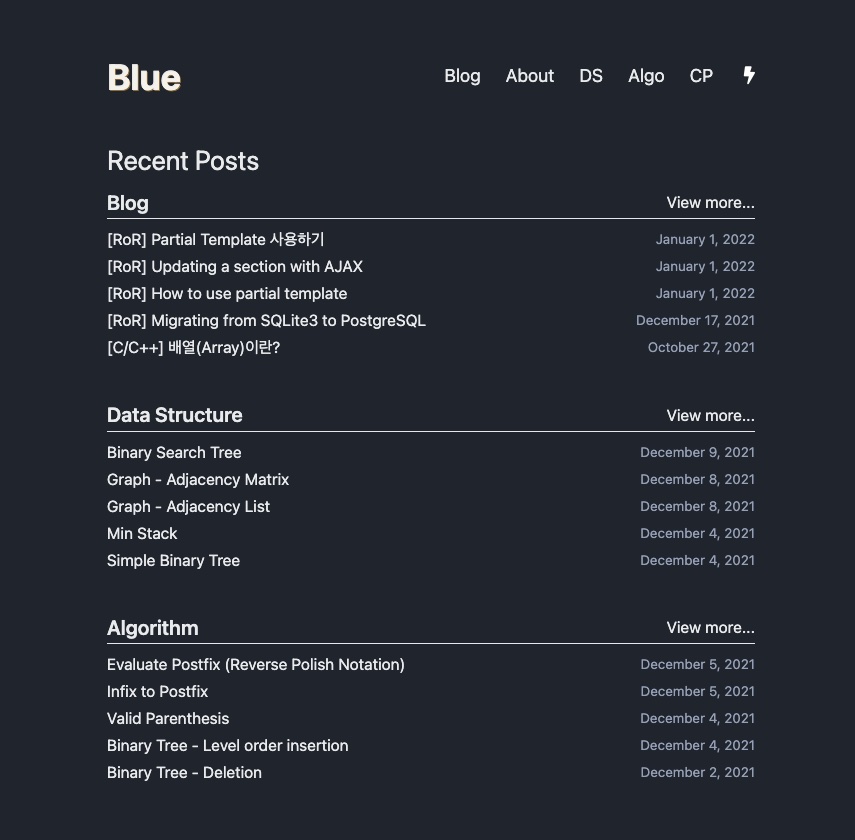 Blue
Blog About DS Algo CP
Recent Posts
Blog View more...
[RoR] Partial Template 사용하기 January 1, 2022
[RoR] Updating a section with AJAX January 1, 2022
[RoR] How to use partial template January 1, 2022
[RoR] Migrating from SQLite3 to PostgreSQL December 17, 2021
[C/C++] 배열(Array)이란? October 27, 2021
Data Structure View more...
Binary Search Tree December 9, 2021
Graph - Adjacency Matrix December 8, 2021
Graph - Adjacency List December 8, 2021
Min Stack December 4, 2021
Simple Binary Tree December 4, 2021
Algorithm View more...
Evaluate Postfix (Reverse Polish Notation) December 5, 2021
Infix to Postfix December 5, 2021
Valid Parenthesis December 4, 2021
Binary Tree - Level order insertion December 4, 2021
Binary Tree - Deletion December 2, 2021